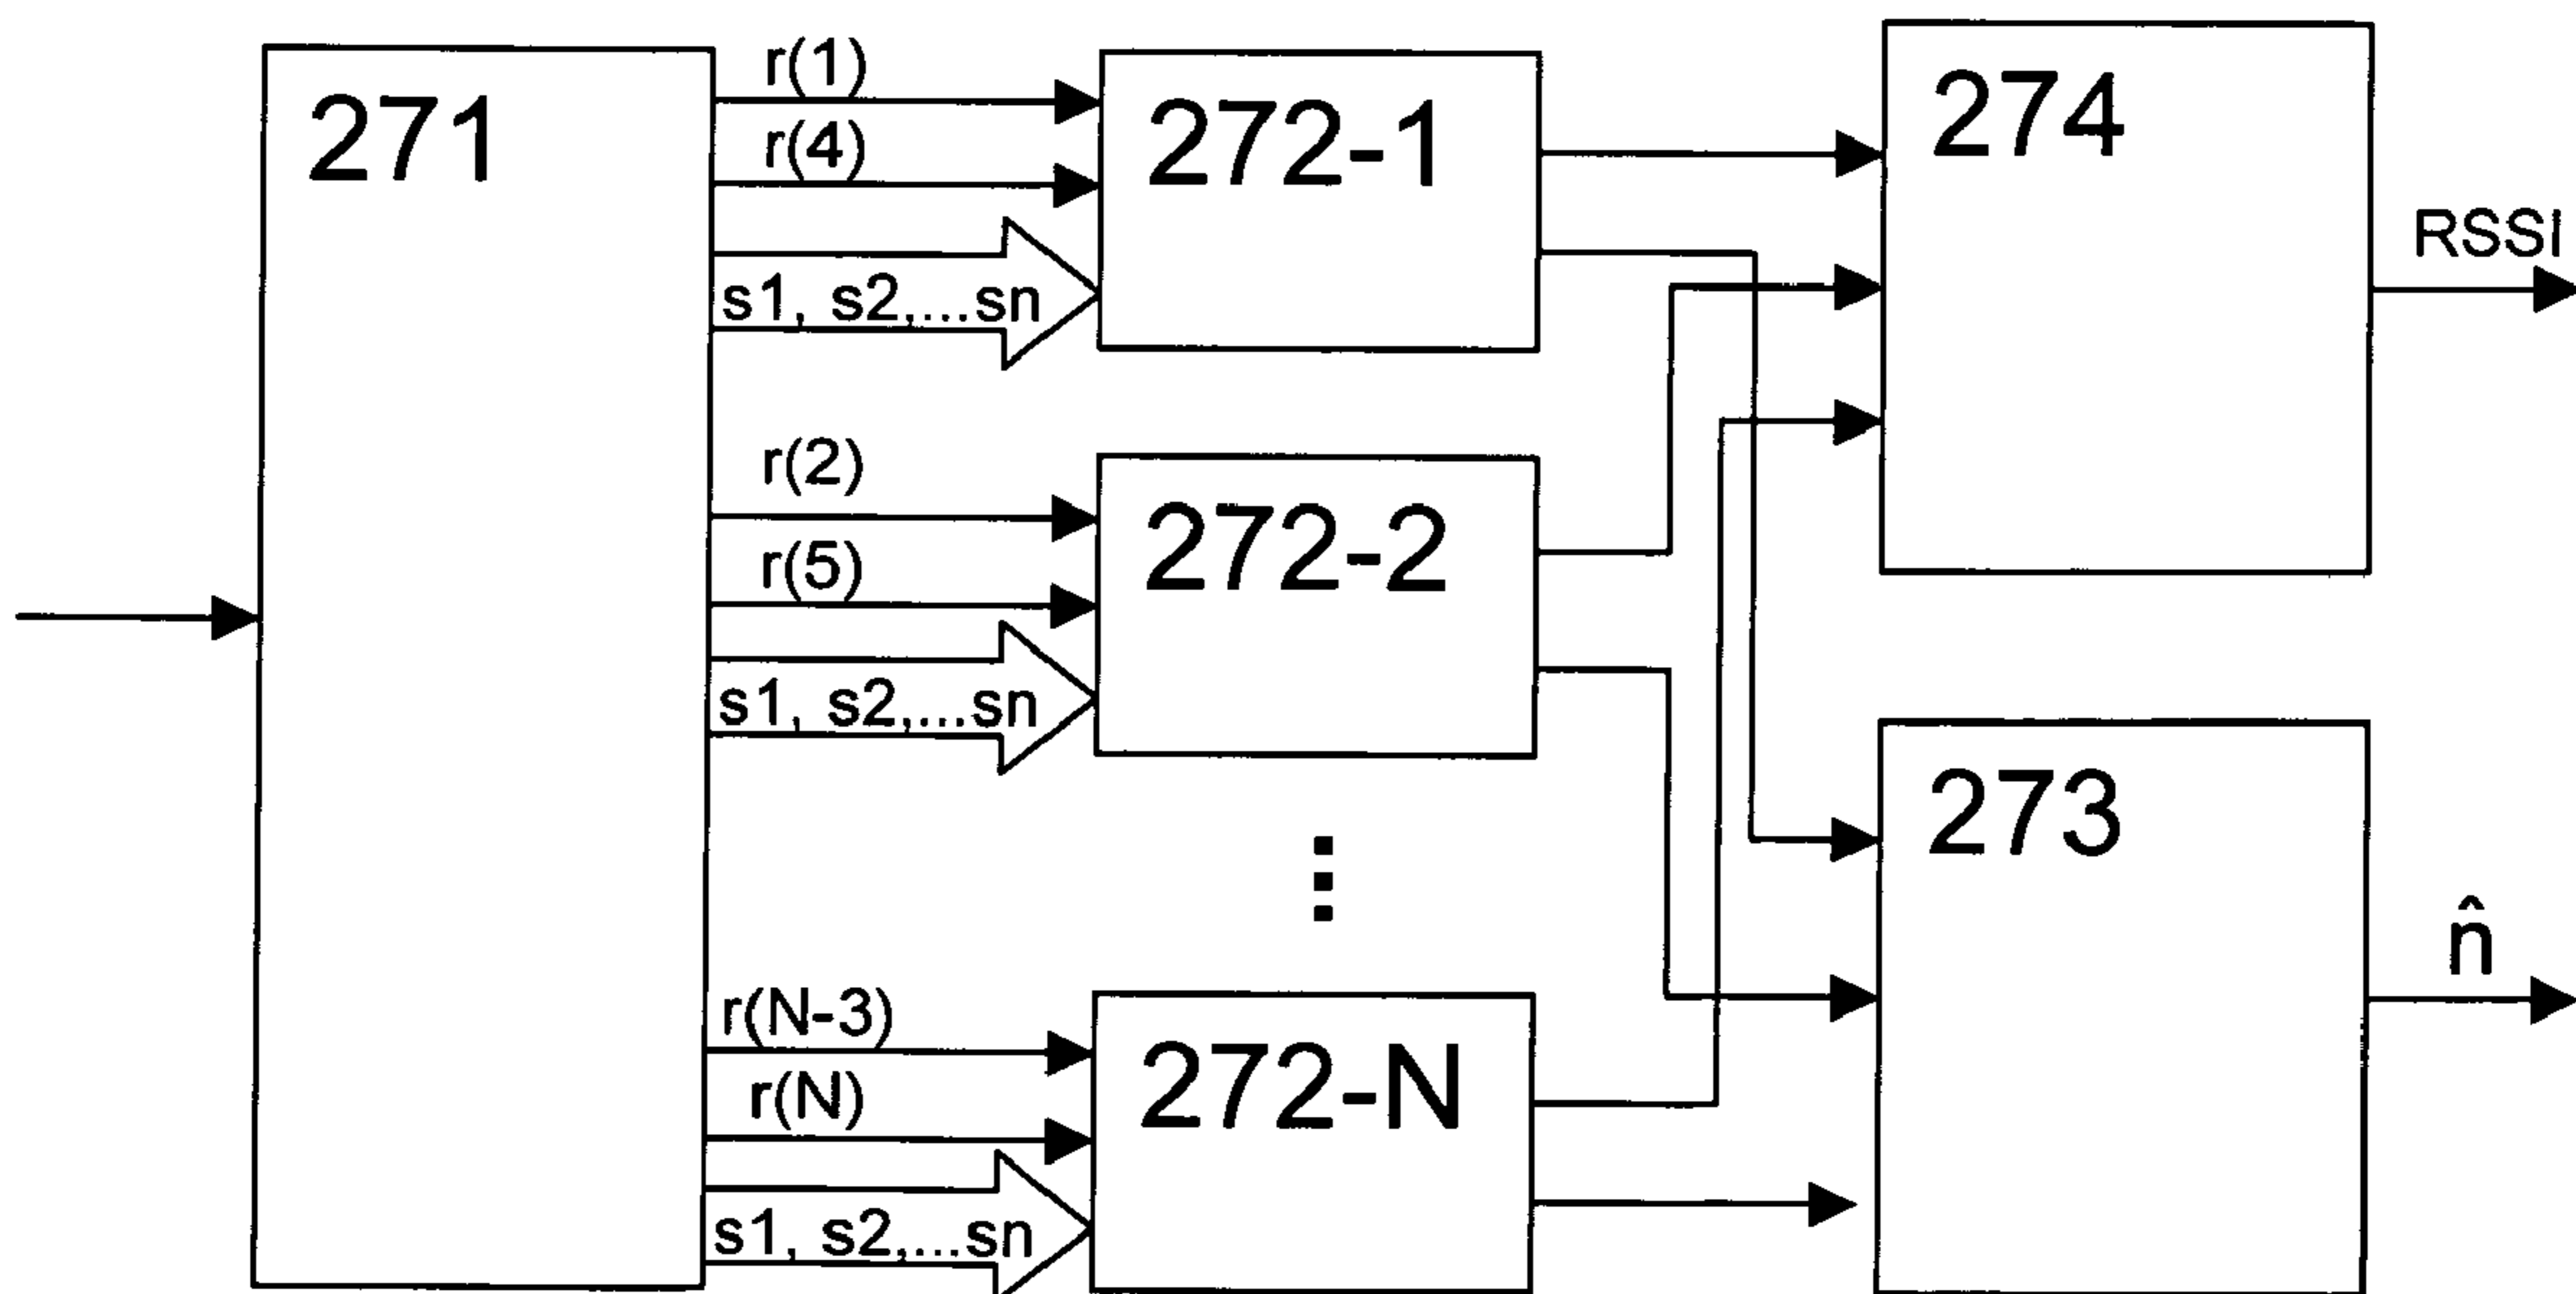 271
r(1)
r(4)
s1, s2,...sn
272-1
274
RSSI
r(2)
r(5)
s1, s2,...sn
272-2
273
n̂
r(N-3)
r(N)
s1, s2,...sn
272-N